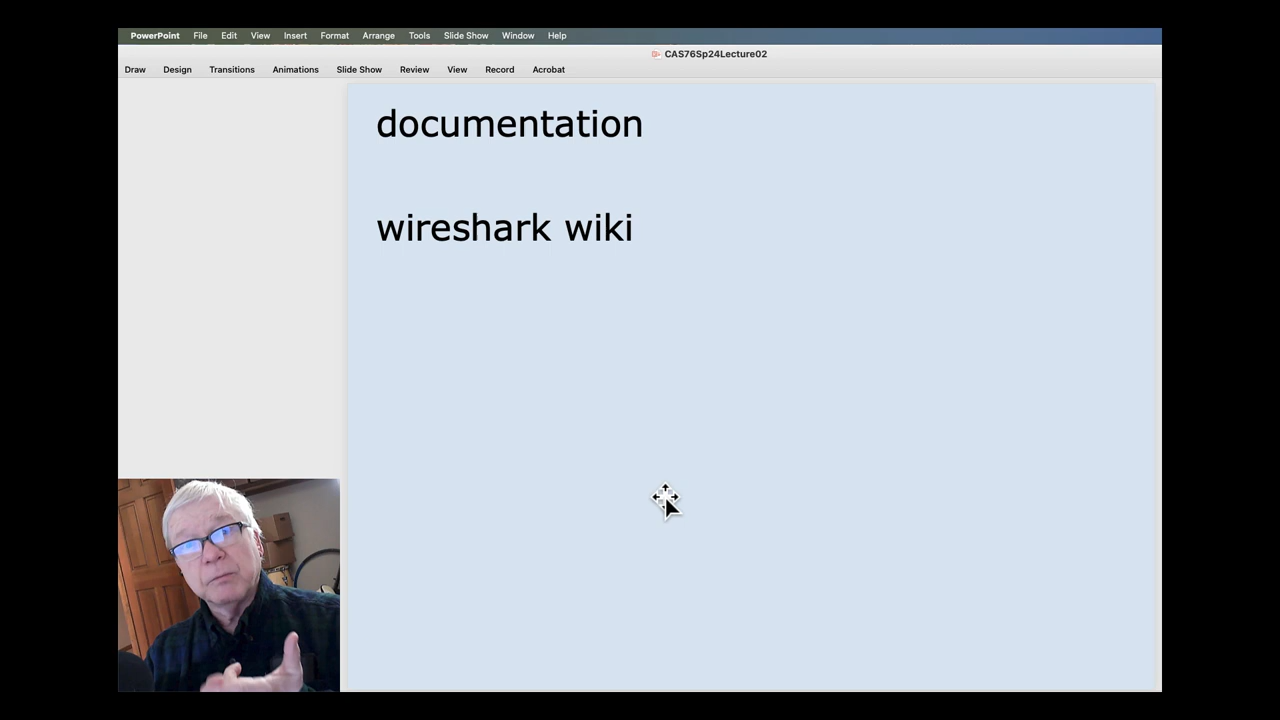 PowerPoint File Edit View Insert Format Arrange Tools Slide Show Window Help
CAS76Sp24Lecture02
Draw Design Transitions Animations Slide Show Review View Record Acrobat
documentation
wireshark wiki